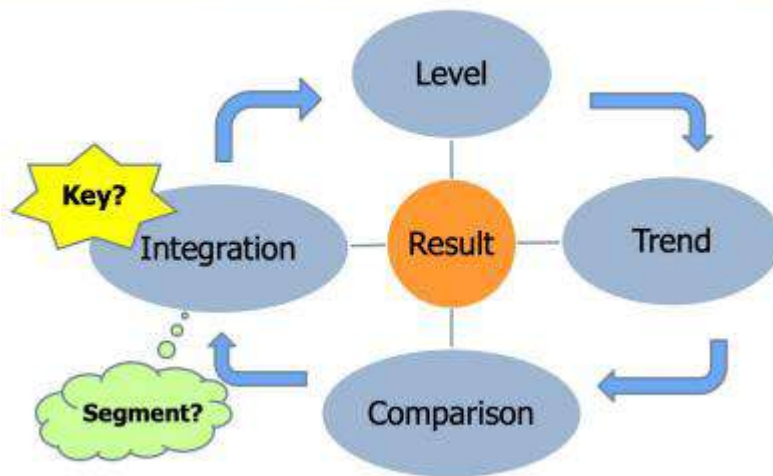 Level
Key?
Integration
Result
Trend
Segment?
Comparison